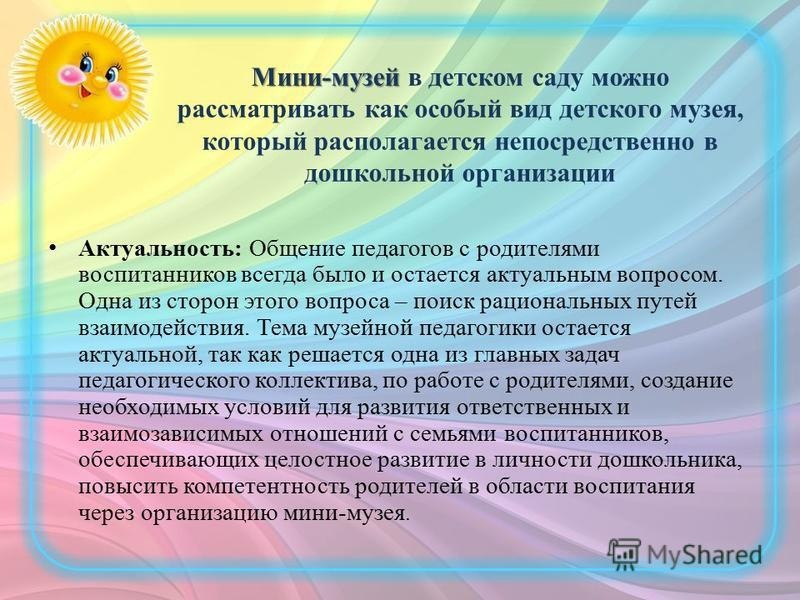 Мини-музей в детском саду можно
рассматривать как особый вид детского музея,
который располагается непосредственно в
дошкольной организации
• Актуальность: Общение педагогов с родителями
воспитанников всегда было и остается актуальным вопросом.
Одна из сторон этого вопроса – поиск рациональных путей
взаимодействия. Тема музейной педагогики остается
актуальной, так как решается одна из главных задач
педагогического коллектива, по работе с родителями, создание
необходимых условий для развития ответственных и
взаимозависимых отношений с семьями воспитанников,
обеспечивающих целостное развитие в личности дошкольника,
повысить компетентность родителей в области воспитания
через организацию мини-музея.
MyShared